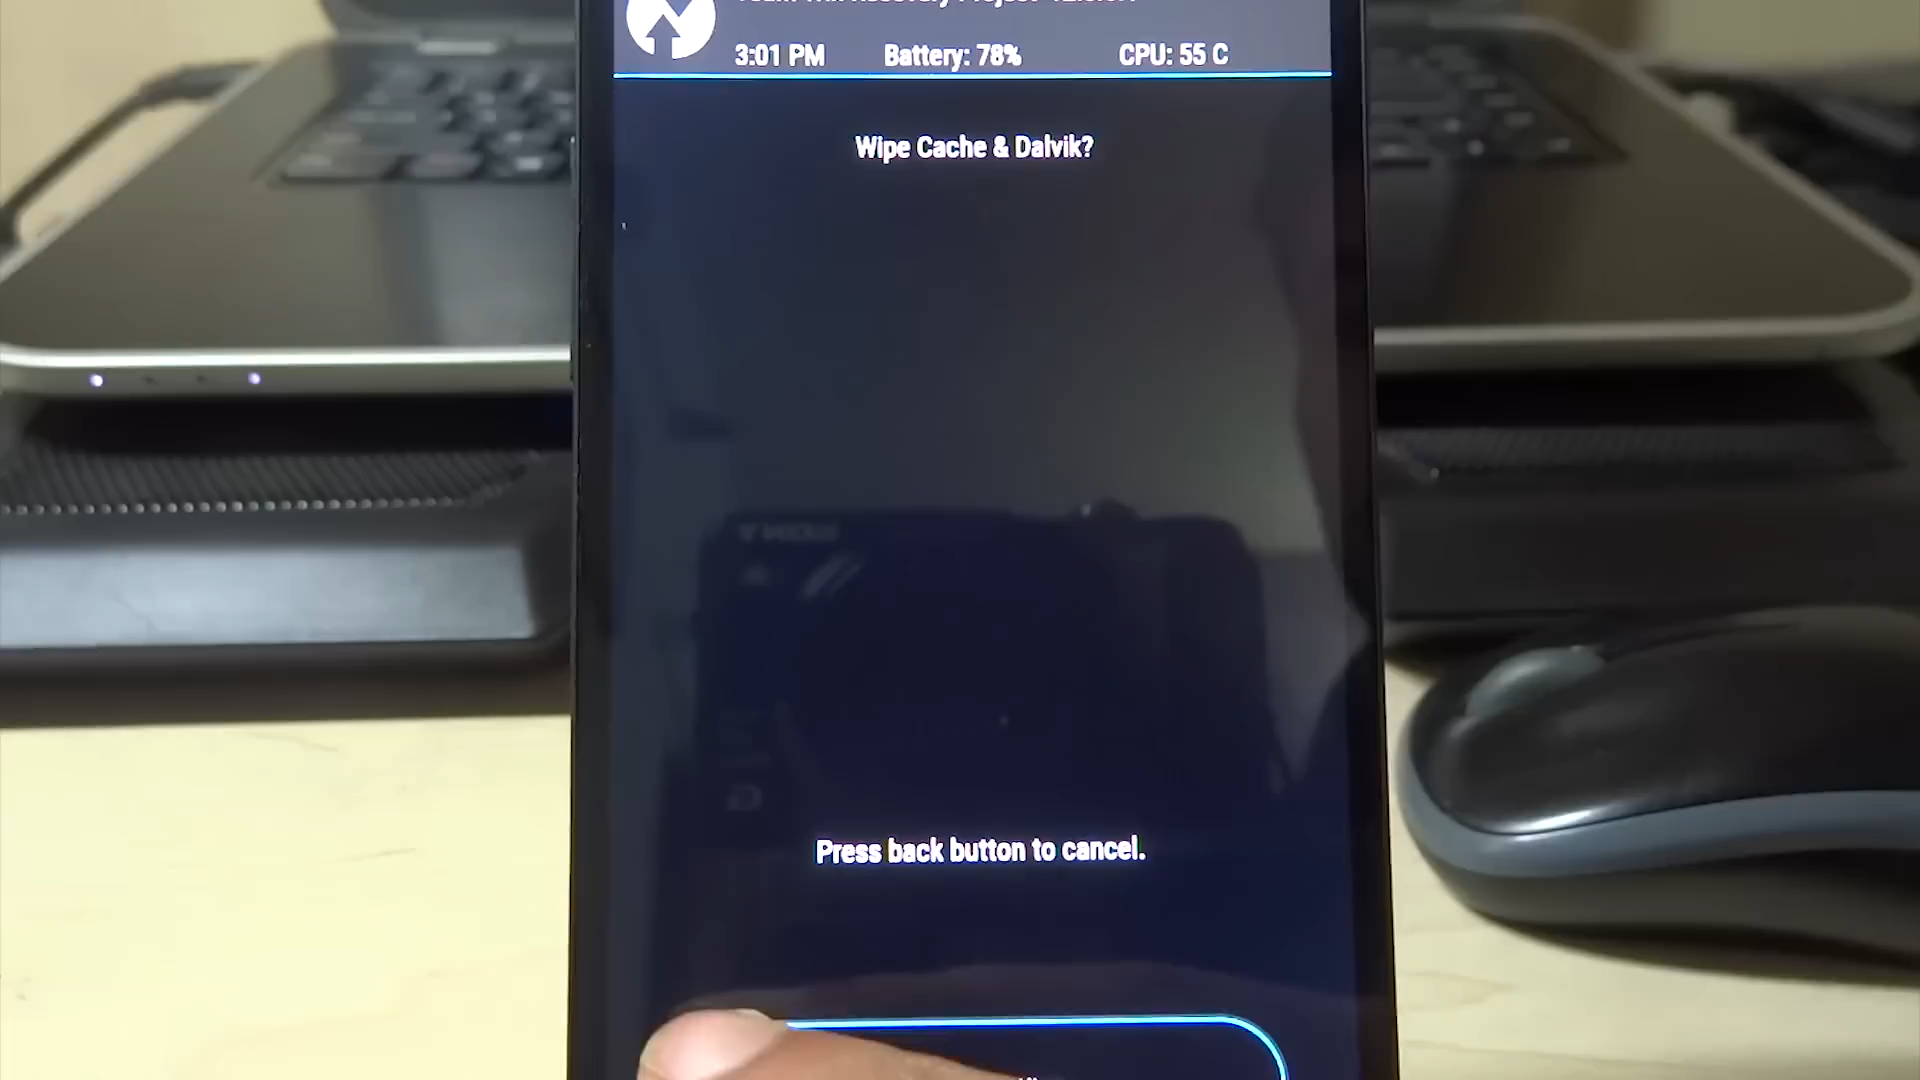 3:01 PM Battery: 78% CPU: 55 C
Wipe Cache & Dalvik?
Press back button to cancel.